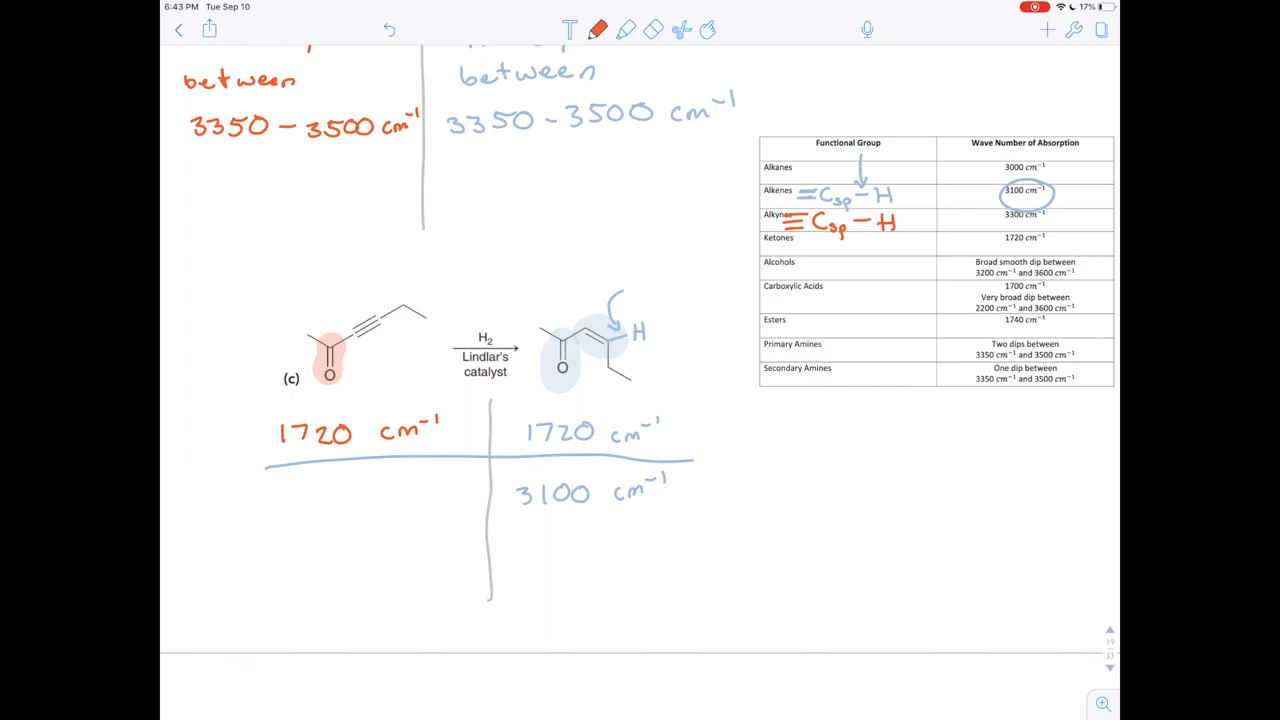 6:43 PM Tue Sep 10
17%
T
between
3350 - 3500 cm⁻¹
between
3350 - 3500 cm⁻¹
Functional Group Wave Number of Absorption
Alkanes 3000 cm⁻¹
Alkenes =Csp-H 3100 cm⁻¹
Alkynes ≡Csp-H 3300 cm⁻¹
Ketones 1720 cm⁻¹
Alcohols Broad smooth dip between
3200 cm⁻¹ and 3600 cm⁻¹
Carboxylic Acids 1700 cm⁻¹
Very broad dip between
2200 cm⁻¹ and 3600 cm⁻¹
Esters 1740 cm⁻¹
Primary Amines Two dips between
3350 cm⁻¹ and 3500 cm⁻¹
Secondary Amines One dip between
3350 cm⁻¹ and 3500 cm⁻¹
(c) O
H₂
Lindlar's
catalyst
H
O
1720 cm⁻¹ 1720 cm⁻¹
3100 cm⁻¹
19
33